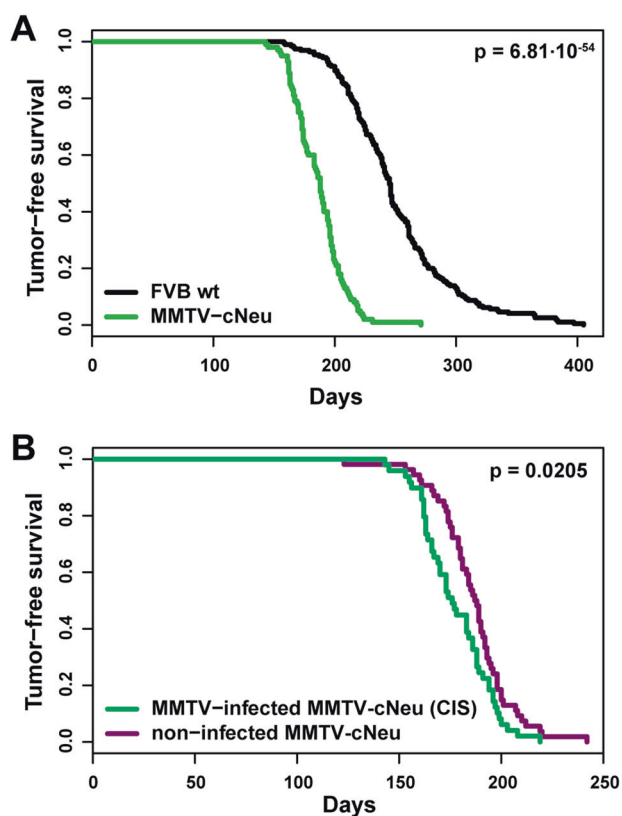 A
p = 6.81·10⁻⁵⁴
1.0
0.8
0.6
0.4
0.2
0.0
Tumor−free survival
FVB wt
MMTV−cNeu
0 100 200 300 400
Days
B
p = 0.0205
1.0
0.8
0.6
0.4
0.2
0.0
Tumor−free survival
MMTV−infected MMTV-cNeu (CIS)
non−infected MMTV-cNeu
0 50 100 150 200 250
Days